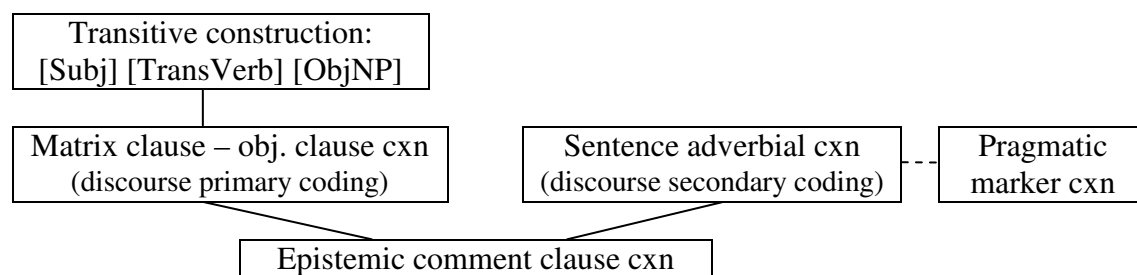 Transitive construction:
[Subj] [TransVerb] [ObjNP]
Matrix clause – obj. clause cxn
(discourse primary coding)
Sentence adverbial cxn
(discourse secondary coding)
Pragmatic
marker cxn
Epistemic comment clause cxn